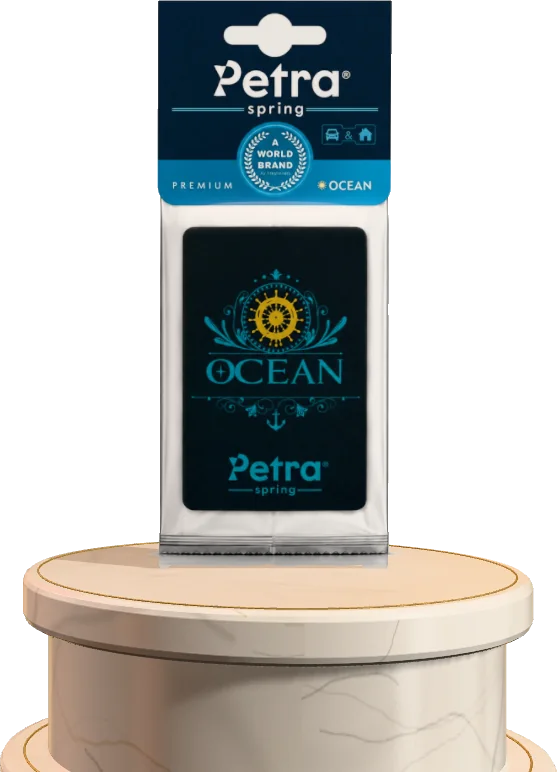 Petra®
spring
&
A
WORLD
BRAND
PREMIUM
OCEAN
OCEAN
Petra®
spring